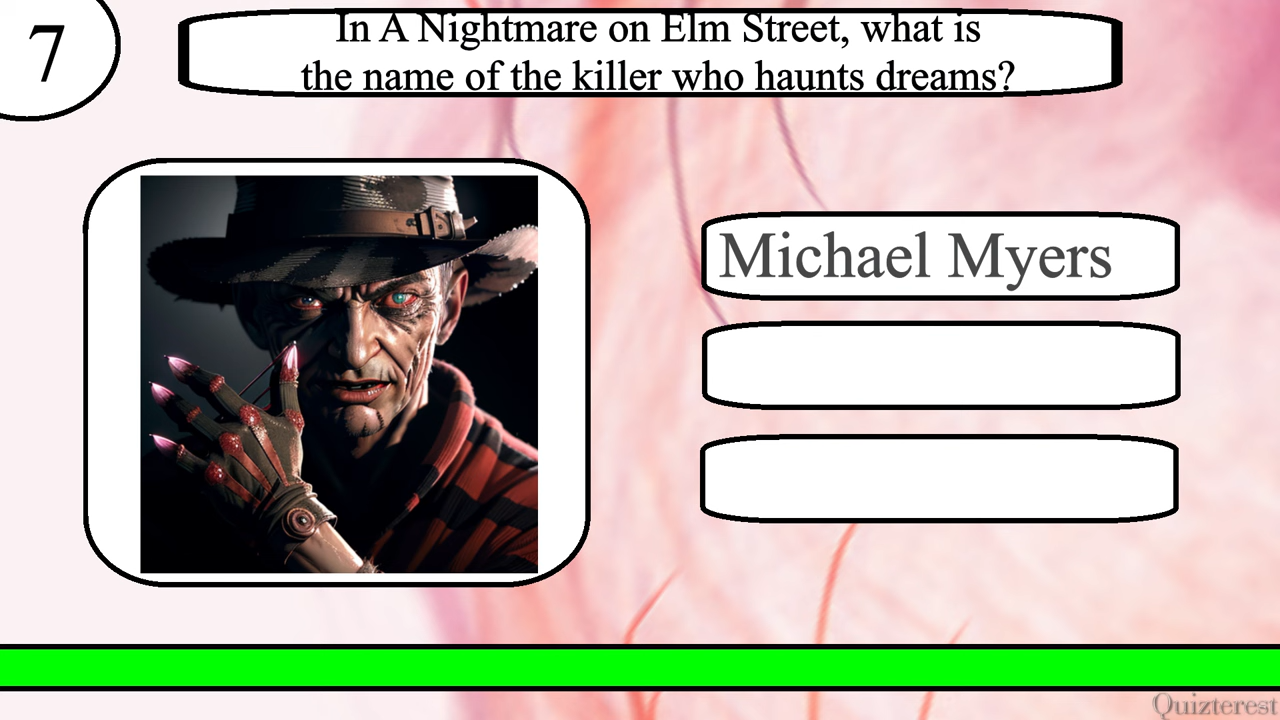 7
In A Nightmare on Elm Street, what is
the name of the killer who haunts dreams?
Michael Myers
Quizterest